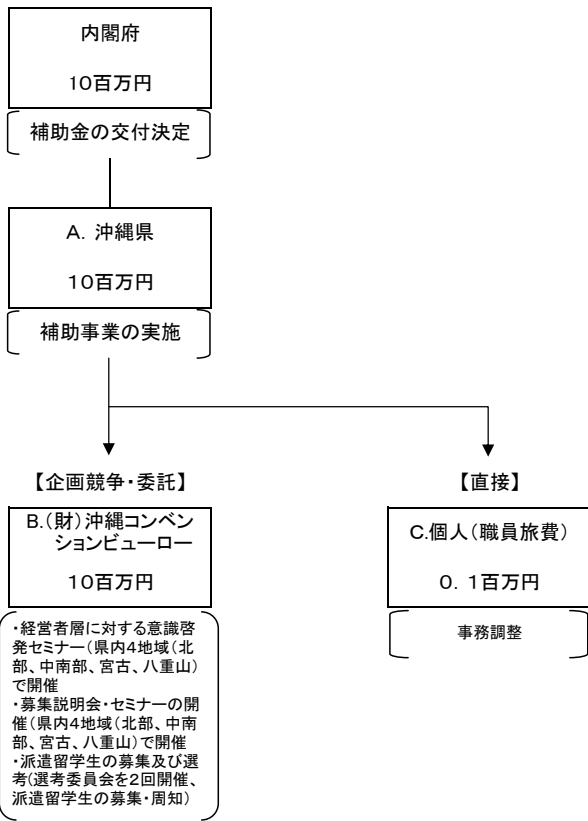 内閣府
10百万円
補助金の交付決定
A. 沖縄県
10百万円
補助事業の実施
【企画競争・委託】
B.(財)沖縄コンベン
ションビューロー
10百万円
・経営者層に対する意識啓
発セミナー(県内4地域(北
部、中南部、宮古、八重山)
で開催
・募集説明会・セミナーの開
催(県内4地域(北部、中南
部、宮古、八重山)で開催
・派遣留学生の募集及び選
考(選考委員会を2回開催、
派遣留学生の募集・周知)
【直接】
C.個人(職員旅費)
0. 1百万円
事務調整